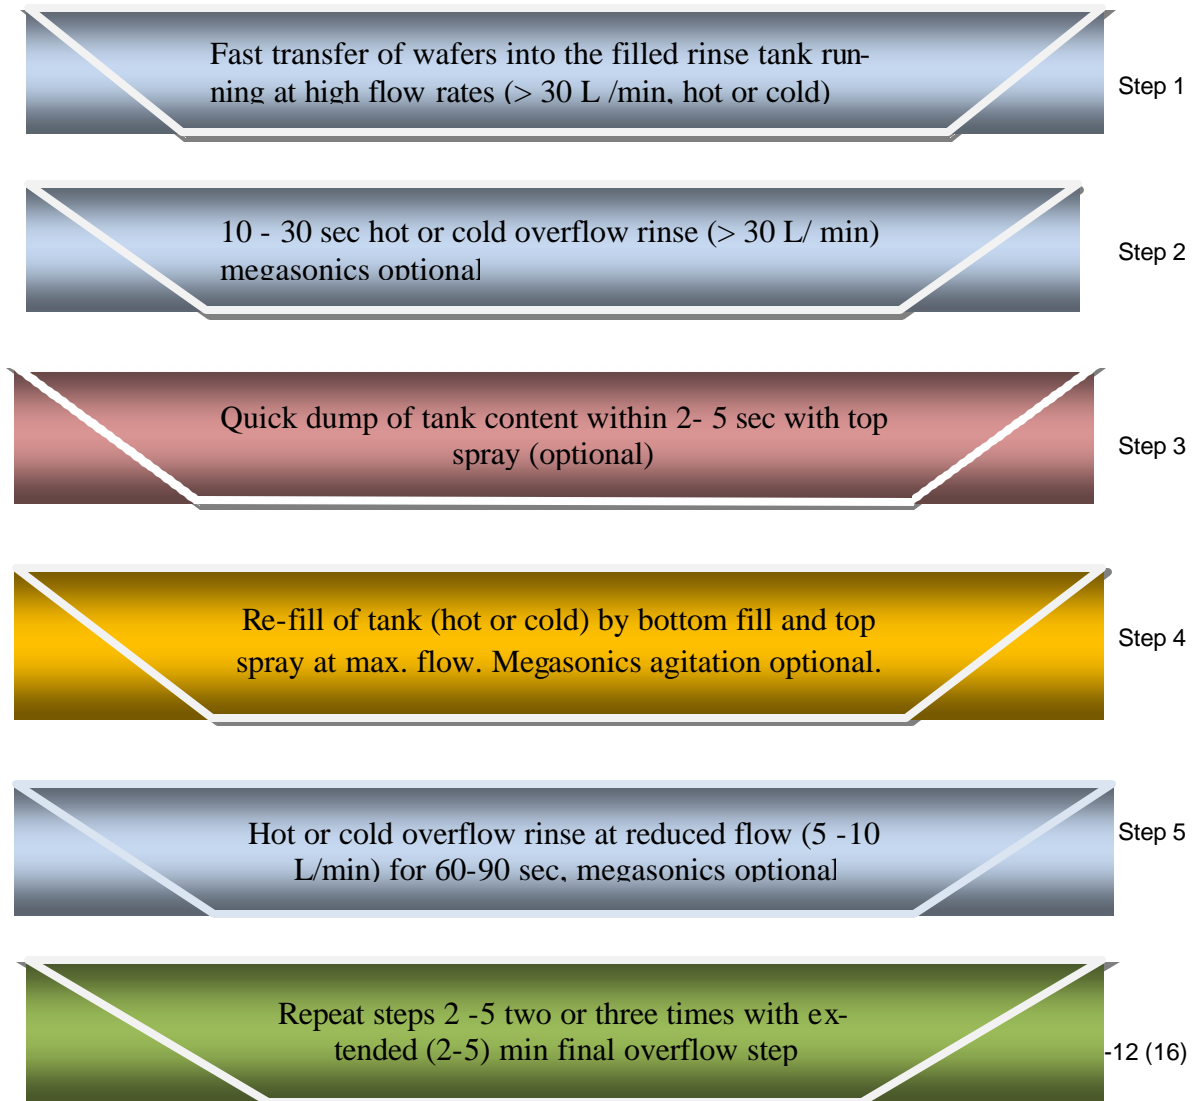 Fast transfer of wafers into the filled rinse tank run-
ning at high flow rates (> 30 L /min, hot or cold)
Step 1
10 - 30 sec hot or cold overflow rinse (> 30 L/ min)
megasonics optional
Step 2
Quick dump of tank content within 2- 5 sec with top
spray (optional)
Step 3
Re-fill of tank (hot or cold) by bottom fill and top
spray at max. flow. Megasonics agitation optional.
Step 4
Hot or cold overflow rinse at reduced flow (5 -10
L/min) for 60-90 sec, megasonics optional
Step 5
Repeat steps 2 -5 two or three times with ex-
tended (2-5) min final overflow step
-12 (16)